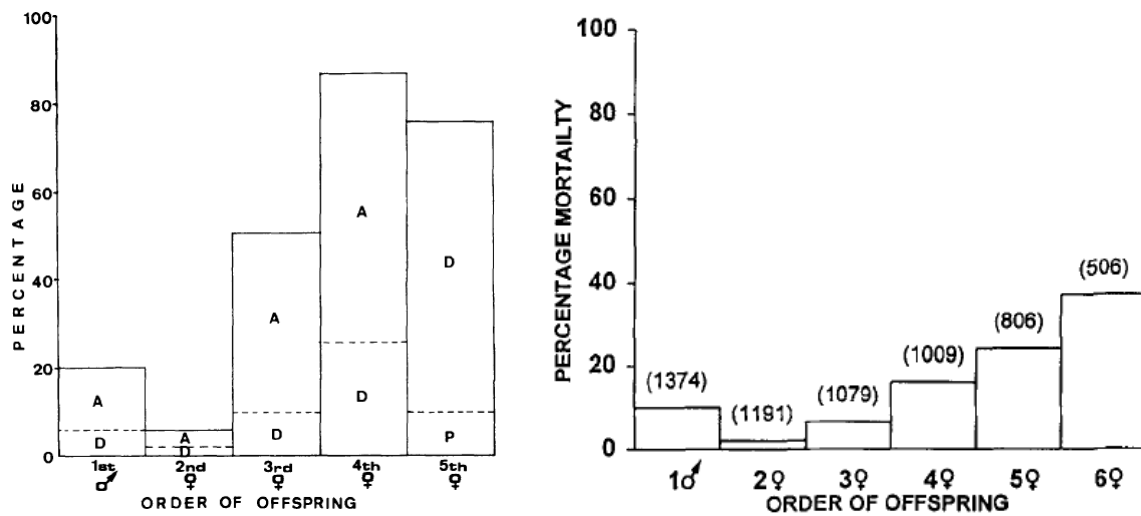 100
80
60
40
20
0
PERCENTAGE
A
D
A
D
A
D
A
D
D
P
1st 2nd 3rd 4th 5th
♂ ♀ ♀ ♀ ♀
ORDER OF OFFSPRING
100
80
60
40
20
0
PERCENTAGE MORTAILTY
(1374)
(1191)
(1079)
(1009)
(806)
(506)
1♂ 2♀ 3♀ 4♀ 5♀ 6♀
ORDER OF OFFSPRING